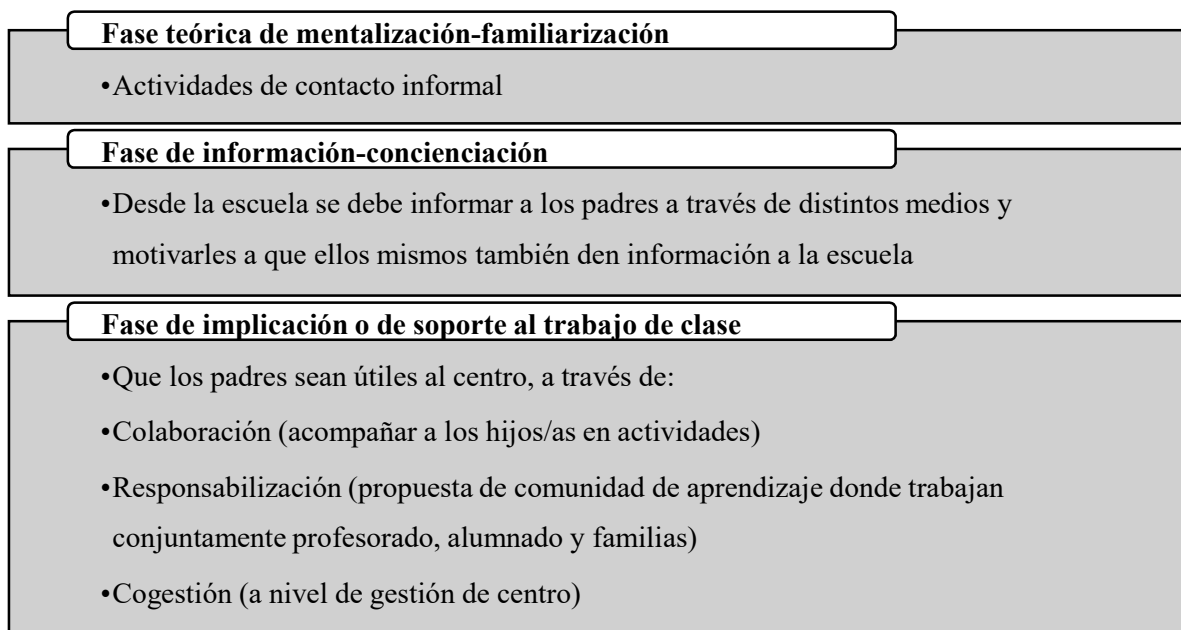 Fase teórica de mentalización-familiarización
•Actividades de contacto informal
Fase de información-concienciación
•Desde la escuela se debe informar a los padres a través de distintos medios y
motivarles a que ellos mismos también den información a la escuela
Fase de implicación o de soporte al trabajo de clase
•Que los padres sean útiles al centro, a través de:
•Colaboración (acompañar a los hijos/as en actividades)
•Responsabilización (propuesta de comunidad de aprendizaje donde trabajan
conjuntamente profesorado, alumnado y familias)
•Cogestión (a nivel de gestión de centro)